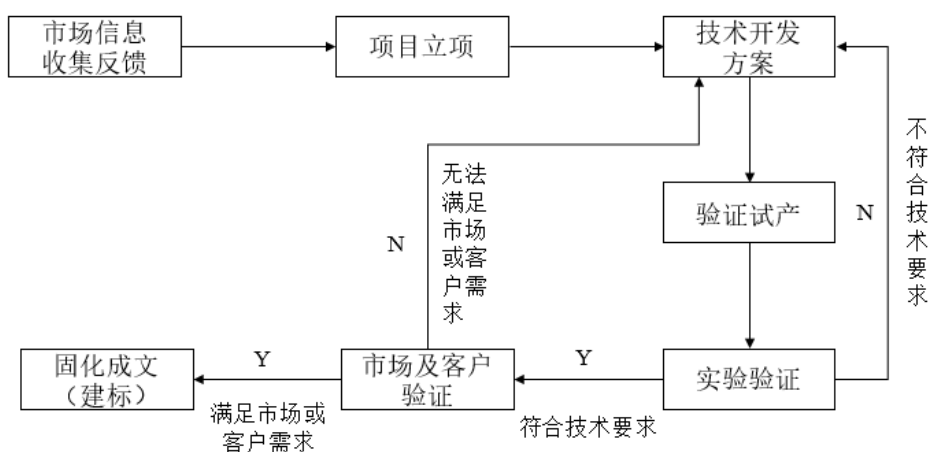 市场信息
收集反馈
项目立项
技术开发
方案
无法
满足
市场
或客
户需
求
N
验证试产
N
不
符
合
技
术
要
求
固化成文
（建标）
Y
满足市场或
客户需求
市场及客户
验证
Y
符合技术要求
实验验证